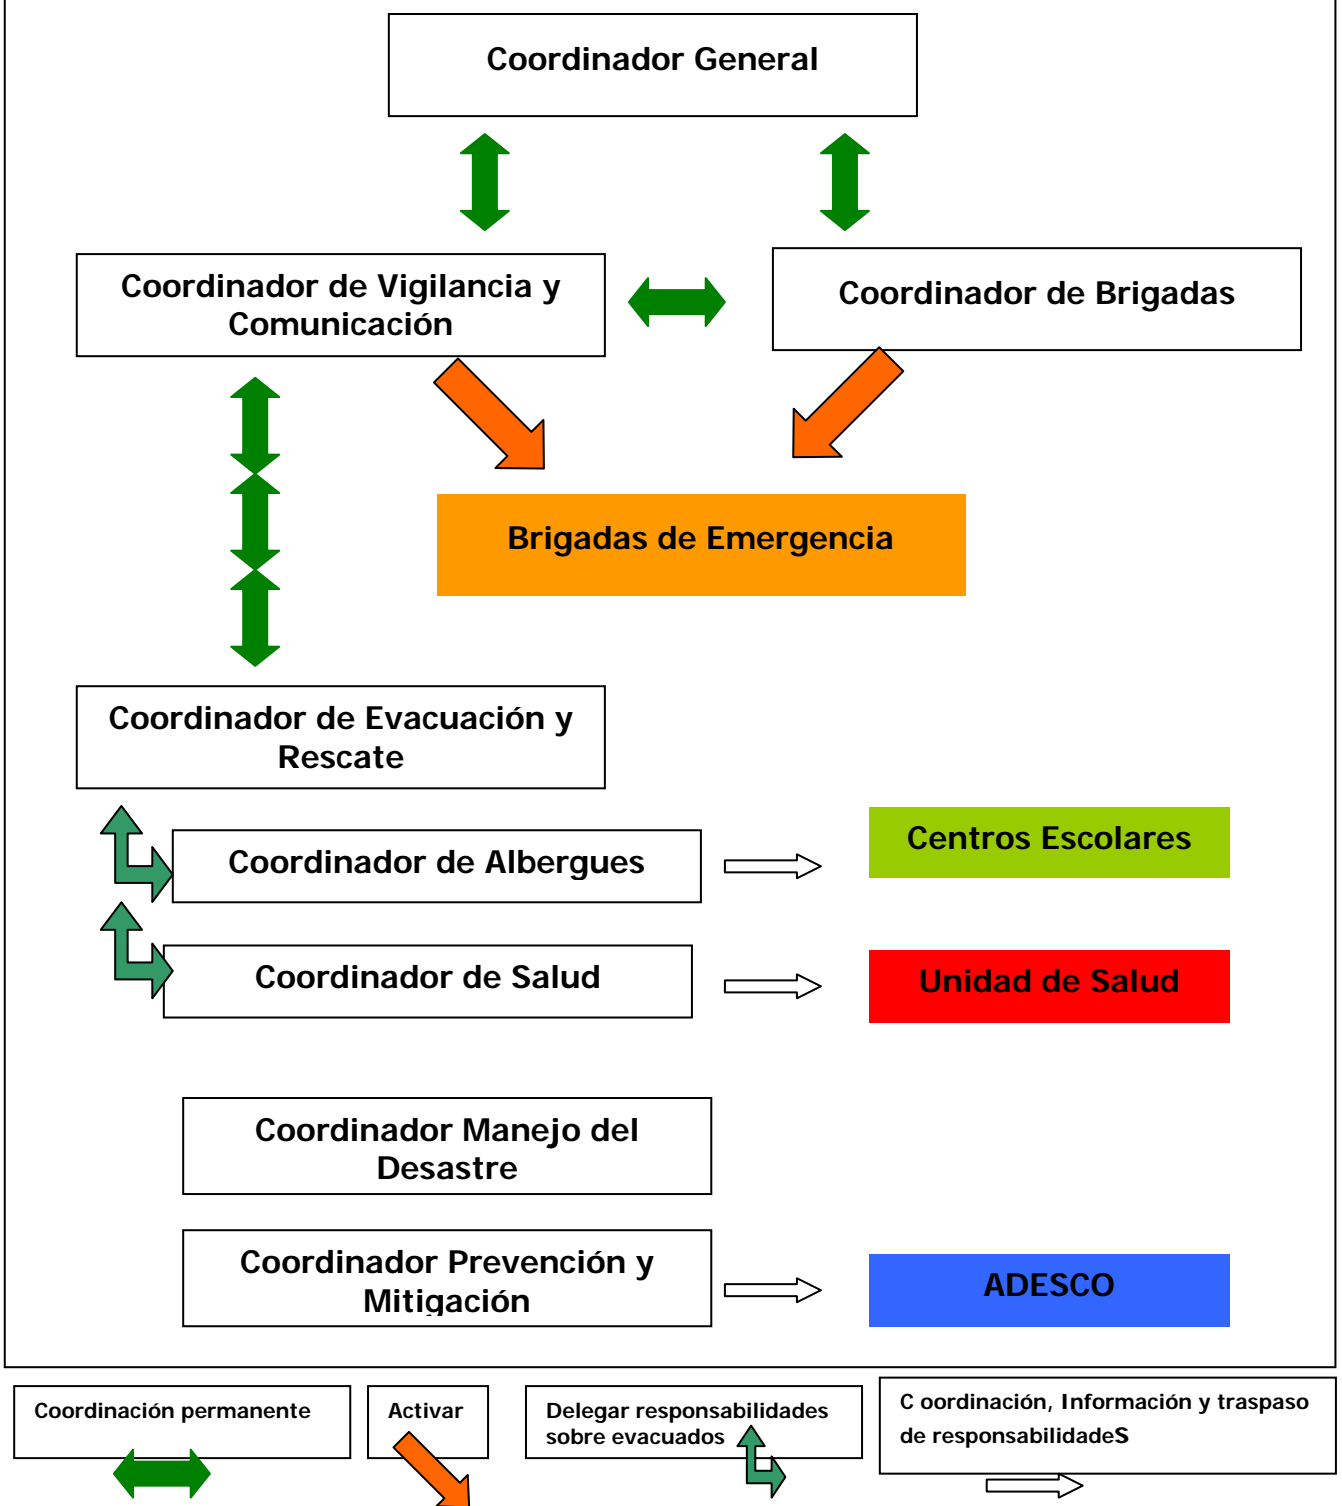 Coordinador General
Coordinador de Vigilancia y
Comunicación
Coordinador de Brigadas
Brigadas de Emergencia
Coordinador de Evacuación y
Rescate
Coordinador de Albergues
Centros Escolares
Coordinador de Salud
Unidad de Salud
Coordinador Manejo del
Desastre
Coordinador Prevención y
Mitigación
ADESCO
Coordinación permanente
Activar
Delegar responsabilidades
sobre evacuados
C oordinación, Información y traspaso
de responsabilidadeS